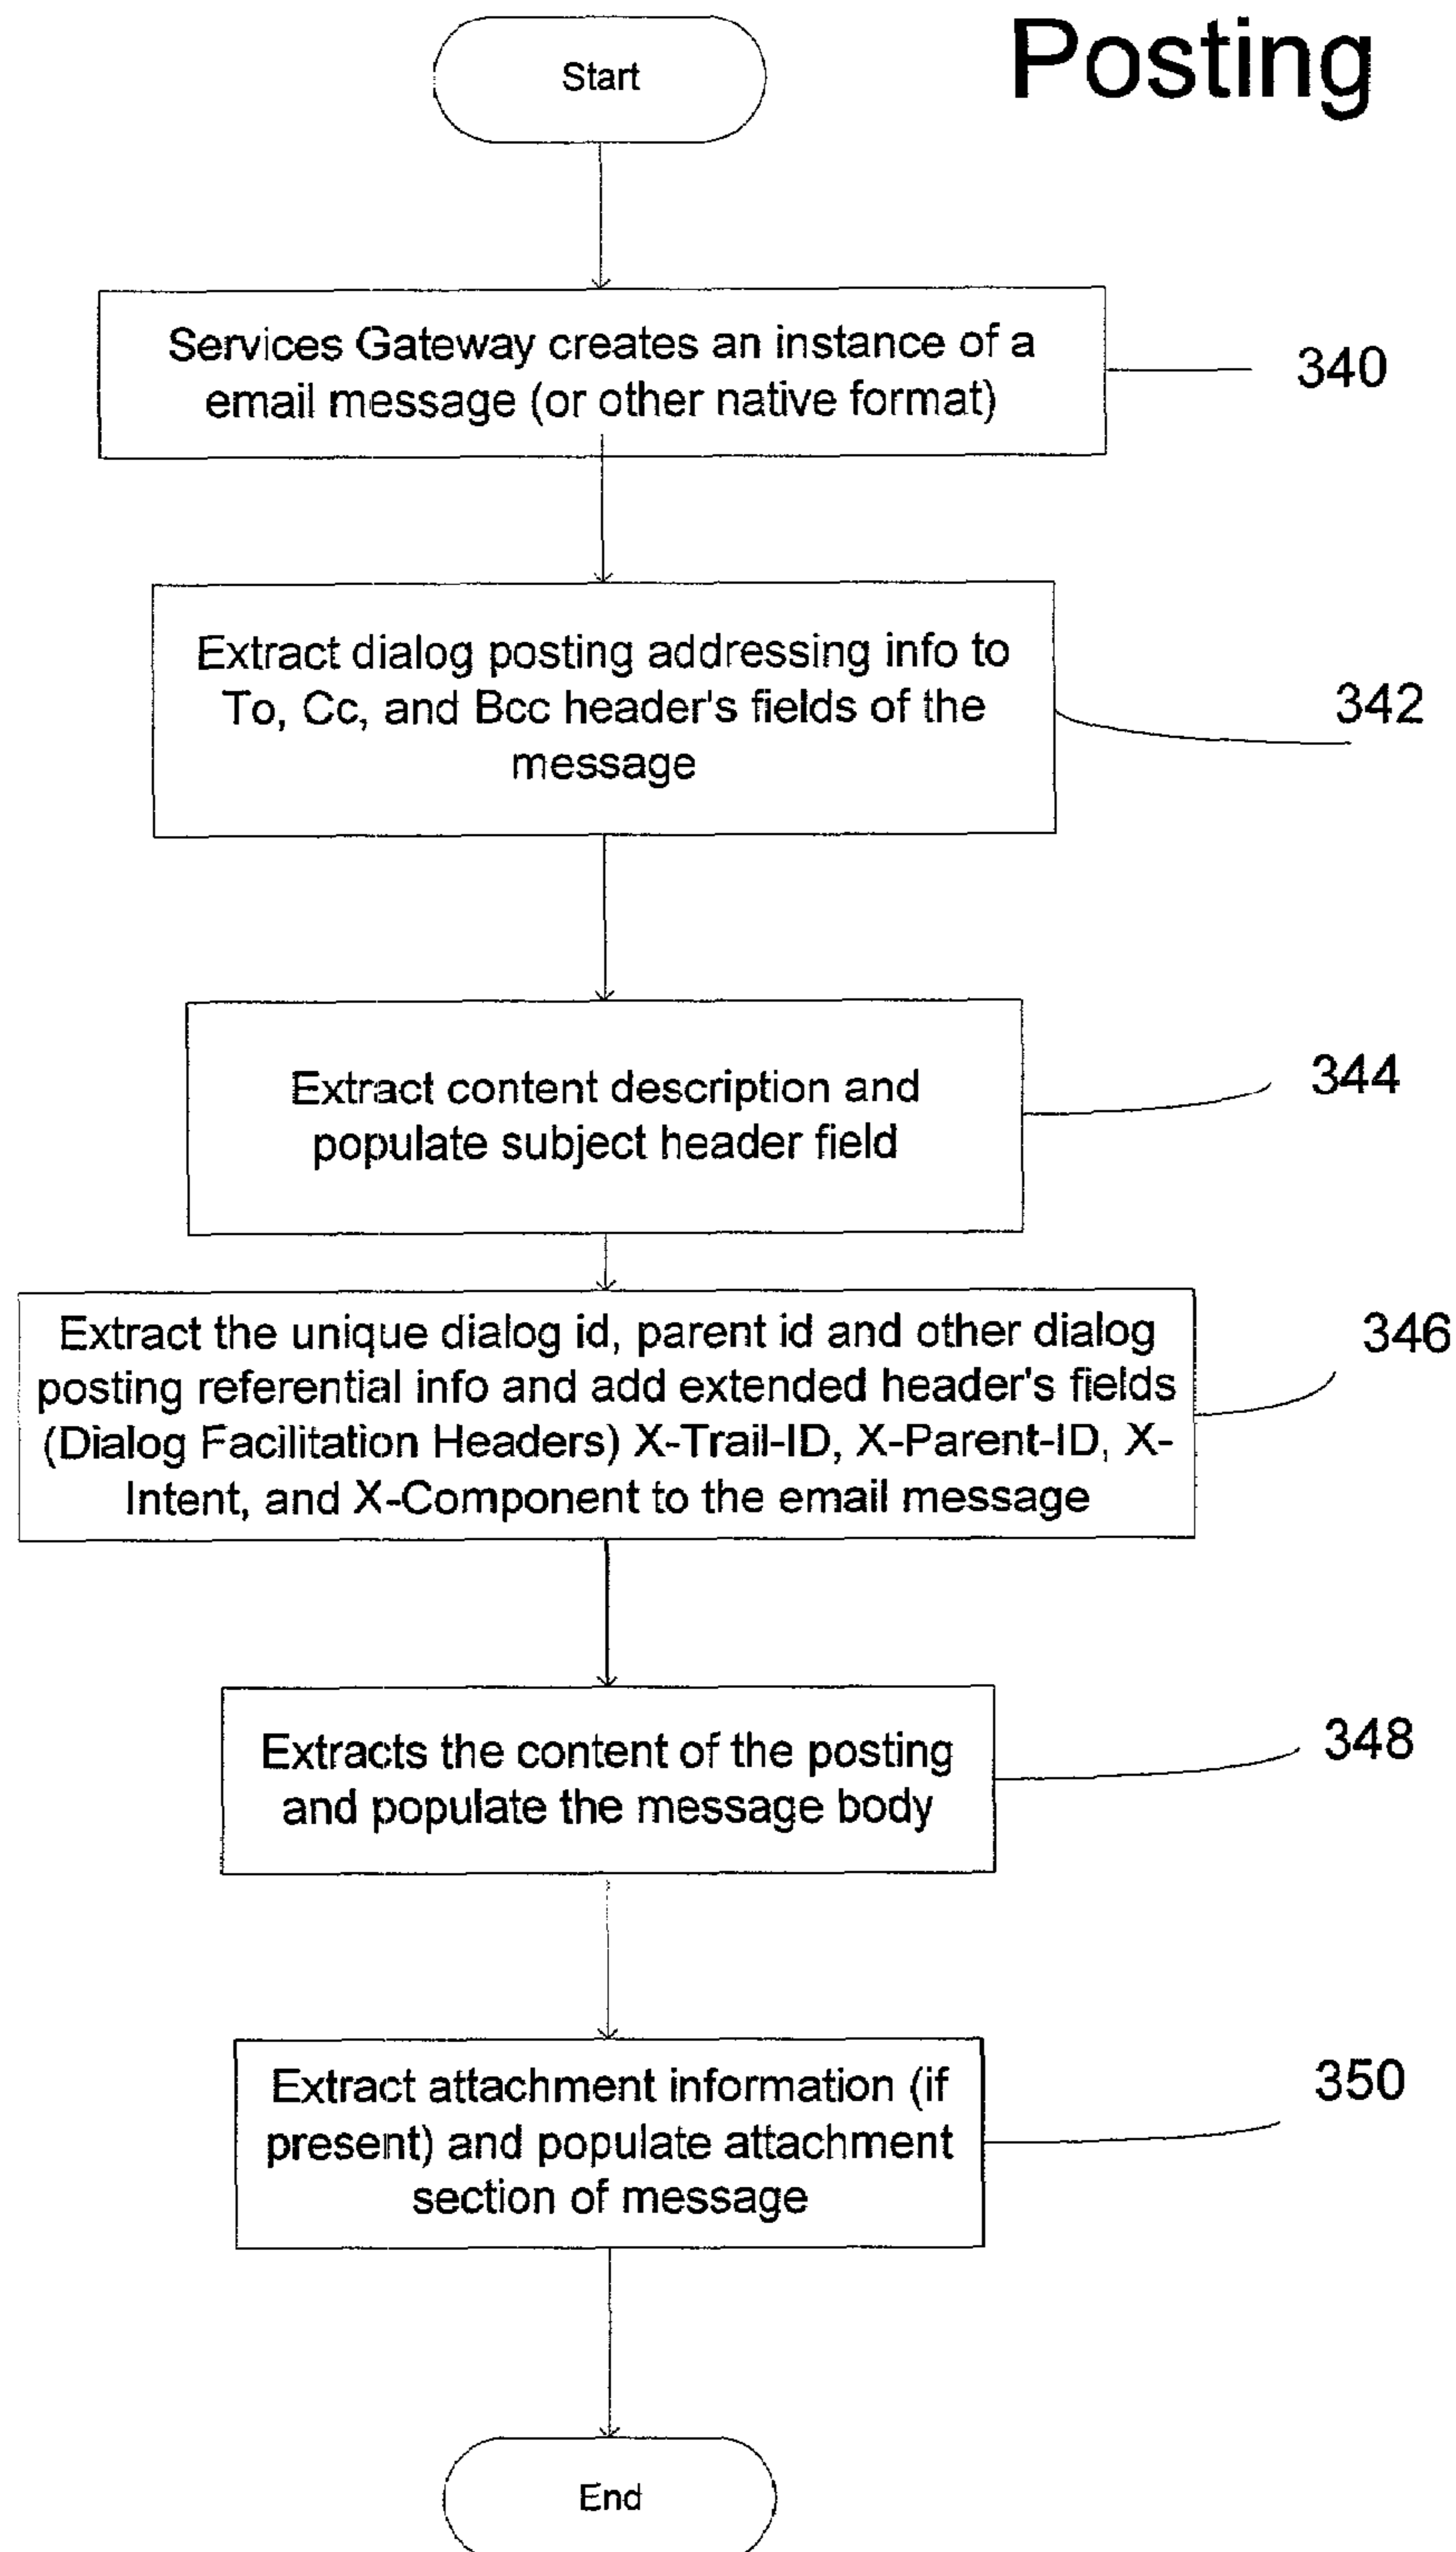 Posting
Start
Services Gateway creates an instance of a
email message (or other native format)
340
Extract dialog posting addressing info to
To, Cc, and Bcc header's fields of the
message
342
Extract content description and
populate subject header field
344
Extract the unique dialog id, parent id and other dialog
posting referential info and add extended header's fields
(Dialog Facilitation Headers) X-Trail-ID, X-Parent-ID, X-
Intent, and X-Component to the email message
346
Extracts the content of the posting
and populate the message body
348
Extract attachment information (if
present) and populate attachment
section of message
350
End